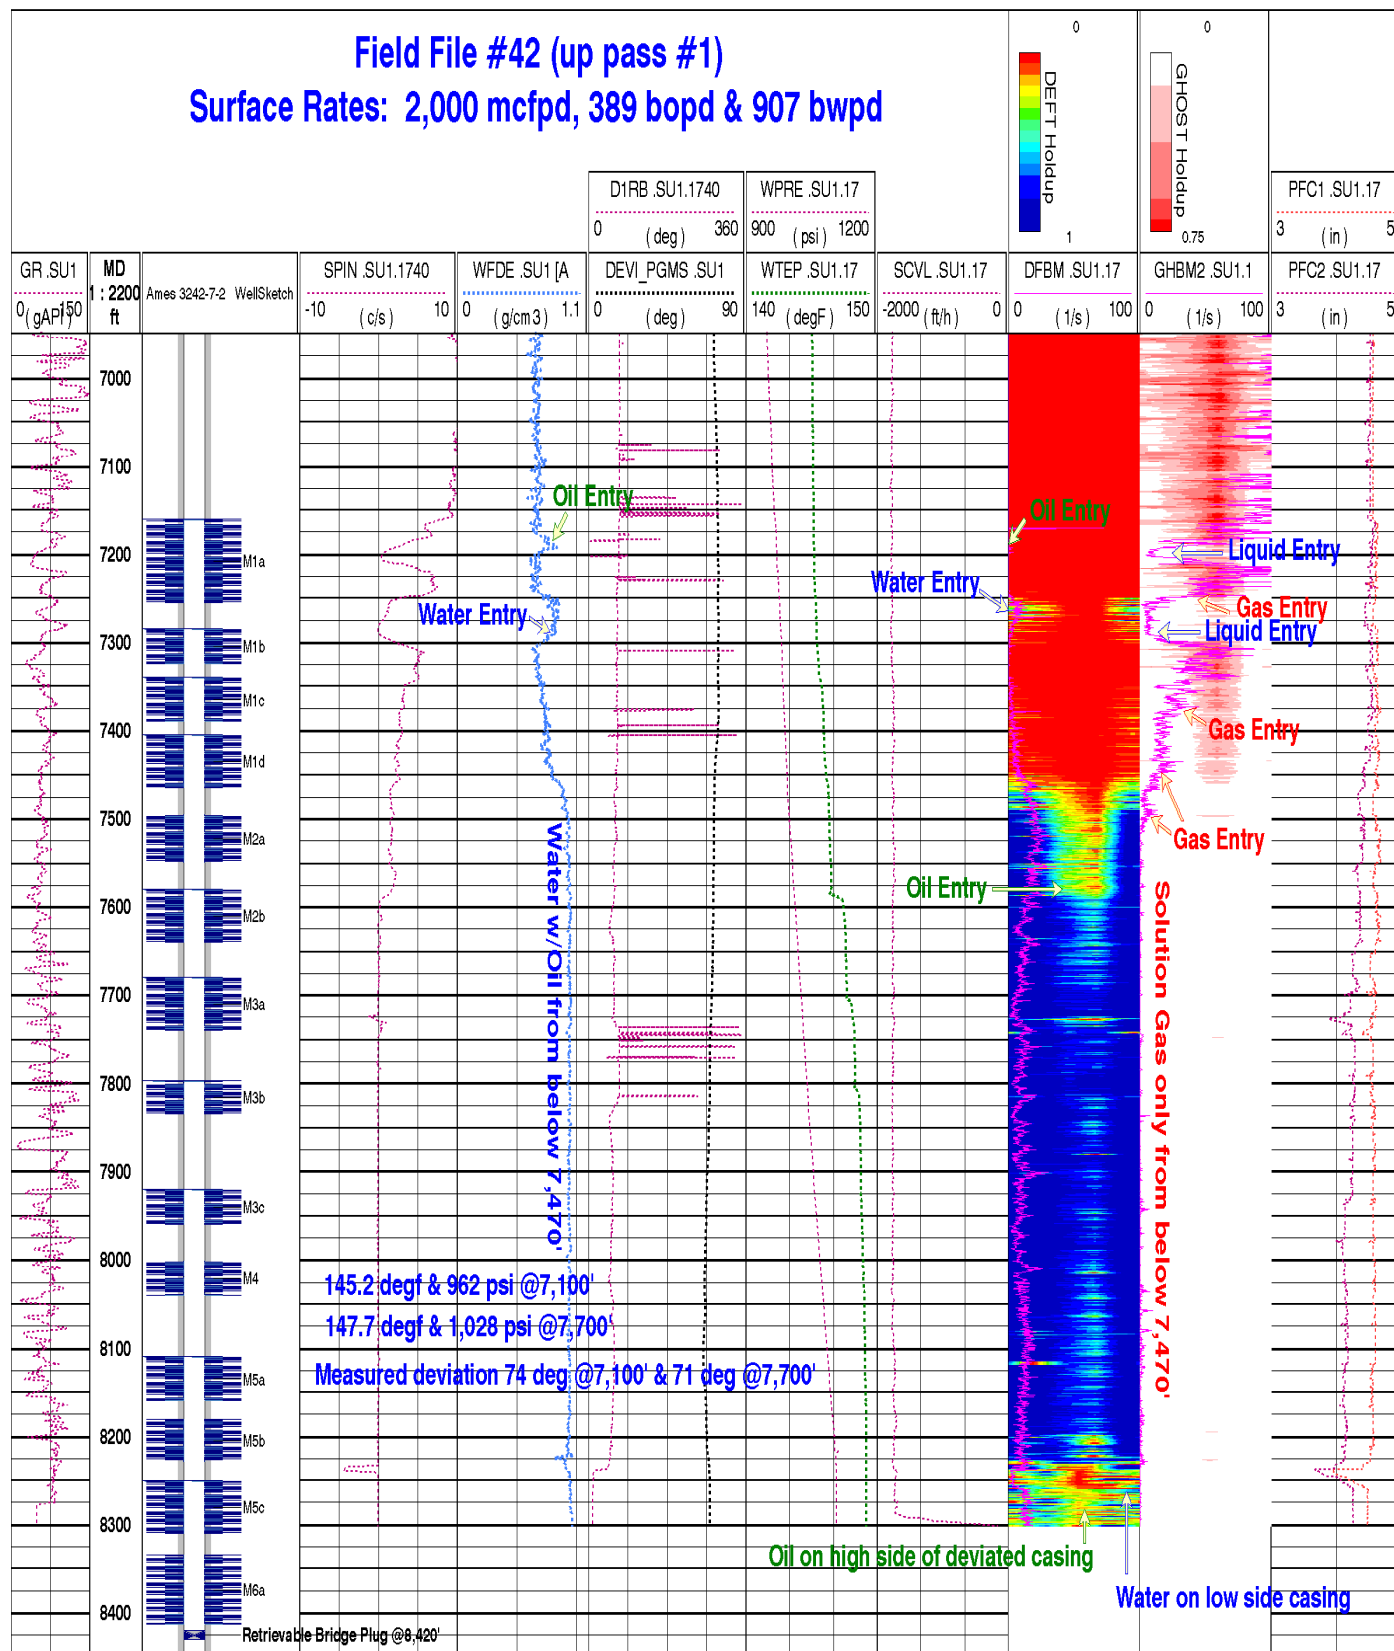 Field File #42 (up pass #1)
Surface Rates: 2,000 mcfpd, 389 bopd & 907 bwpd
0
0
DEFT Holdup
GHOST Holdup
1
0.75
D1RB .SU1.1740
0 (deg) 360
WPRE .SU1.17
900 (psi) 1200
PFC1 .SU1.17
3 (in) 5
GR .SU1
0 (gAPI) 150
MD
1 : 2200
ft
Ames 3242-7-2 WellSketch
SPIN .SU1.1740
-10 (c/s) 10
WFDE .SU1 [A
0 (g/cm3) 1.1
DEVI_PGMS .SU1
0 (deg) 90
WTEP .SU1.17
140 (degF) 150
SCVL .SU1.17
-2000 (ft/h) 0
DFBM .SU1.17
0 (1/s) 100
GHBM2 .SU1.1
0 (1/s) 100
PFC2 .SU1.17
3 (in) 5
7000
7100
Oil Entry
Oil Entry
7200
M1a
Liquid Entry
Water Entry
Water Entry
Gas Entry
Liquid Entry
7300
M1b
M1c
7400
Gas Entry
M1d
7500
M2a
Gas Entry
Oil Entry
7600
M2b
Water w/Oil from below 7,470'
Solution Gas only from below 7,470'
7700
M3a
7800
M3b
7900
M3c
8000
M4
145.2 degf & 962 psi @7,100'
147.7 degf & 1,028 psi @7,700'
8100
Measured deviation 74 deg @7,100' & 71 deg @7,700'
M5a
8200
M5b
M5c
8300
Oil on high side of deviated casing
M6a
Water on low side casing
8400
Retrievable Bridge Plug @8,420'